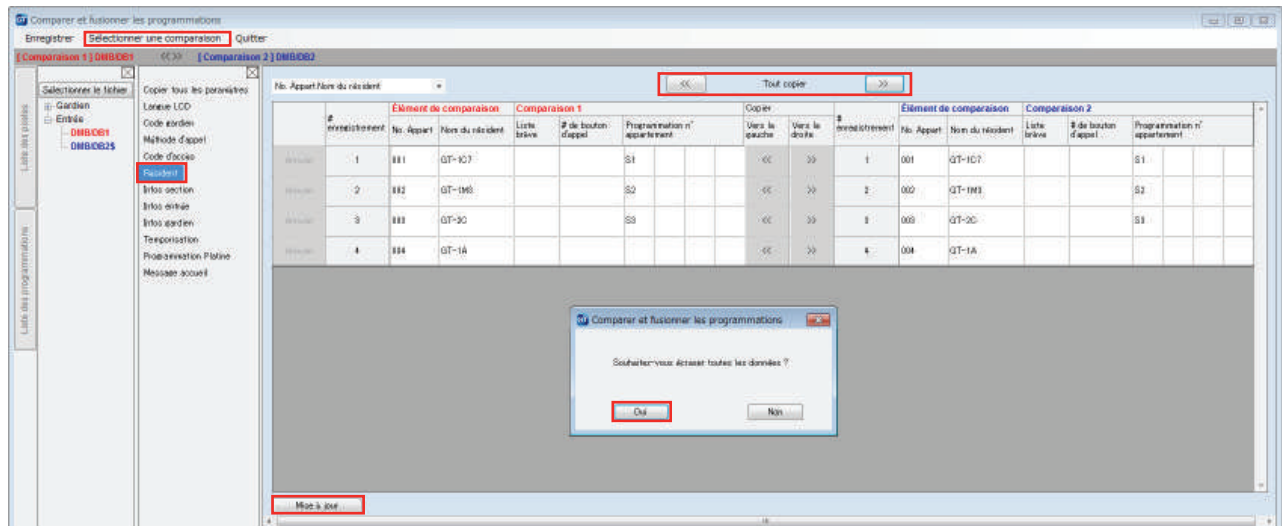 Comparer et fusionner les programmations
Enregistrer Sélectionner une comparaison Quitter
[Comparaison 1] DMB/DB1 <<>> [Comparaison 2] DMB/DB2
Liste des postes
Liste des programmations
Sélectionner le fichier
Gardien
Entrée
DMB/DB1
DMB/DB2$
Copier tous les paramètres
Langue LCD
Code gardien
Méthode d'appel
Code d'accès
Résident
Infos section
Infos entrée
Infos gardien
Temporisation
Programmation Platine
Message accueil
No. Appart.Nom du résident
<< Tout copier >>
Élément de comparaison Comparaison 1 Copier Élément de comparaison Comparaison 2
# enregistrement No. Appart Nom du résident Liste brève # de bouton d'appel Programmation n° appartement Vers la gauche Vers la droite # enregistrement No. Appart Nom du résident Liste brève # de bouton d'appel Programmation n° appartement
1 001 GT-1C7 S1 << >> 1 001 GT-1C7 S1
2 002 GT-1M3 S2 << >> 2 002 GT-1M3 S2
3 003 GT-2C S3 << >> 3 003 GT-2C S3
4 004 GT-1A << >> 4 004 GT-1A
Comparer et fusionner les programmations
Souhaitez-vous écraser toutes les données ?
Oui Non
Mise à jour